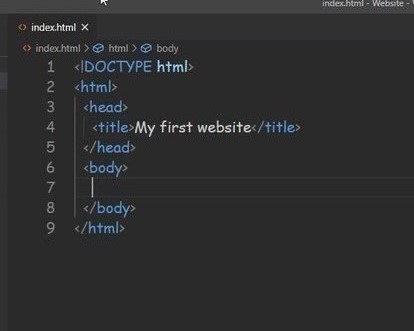 index.html - Website -
<> index.html ×
<> index.html > html > body
1 <!DOCTYPE html>
2 <html>
3 <head>
4 <title>My first website</title>
5 </head>
6 <body>
7
8 </body>
9 </html>